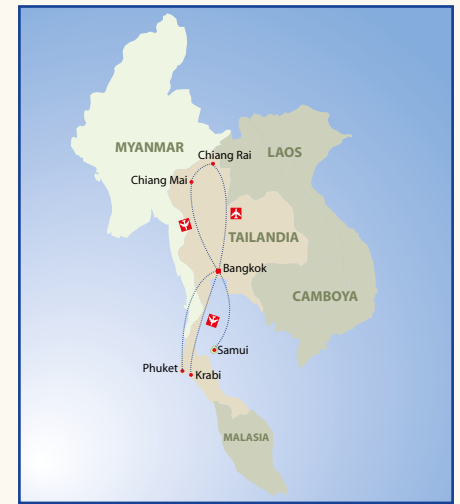 MYANMAR
Chiang Rai
LAOS
Chiang Mai
TAILANDIA
Bangkok
CAMBOYA
Samui
Phuket
Krabi
MALASIA